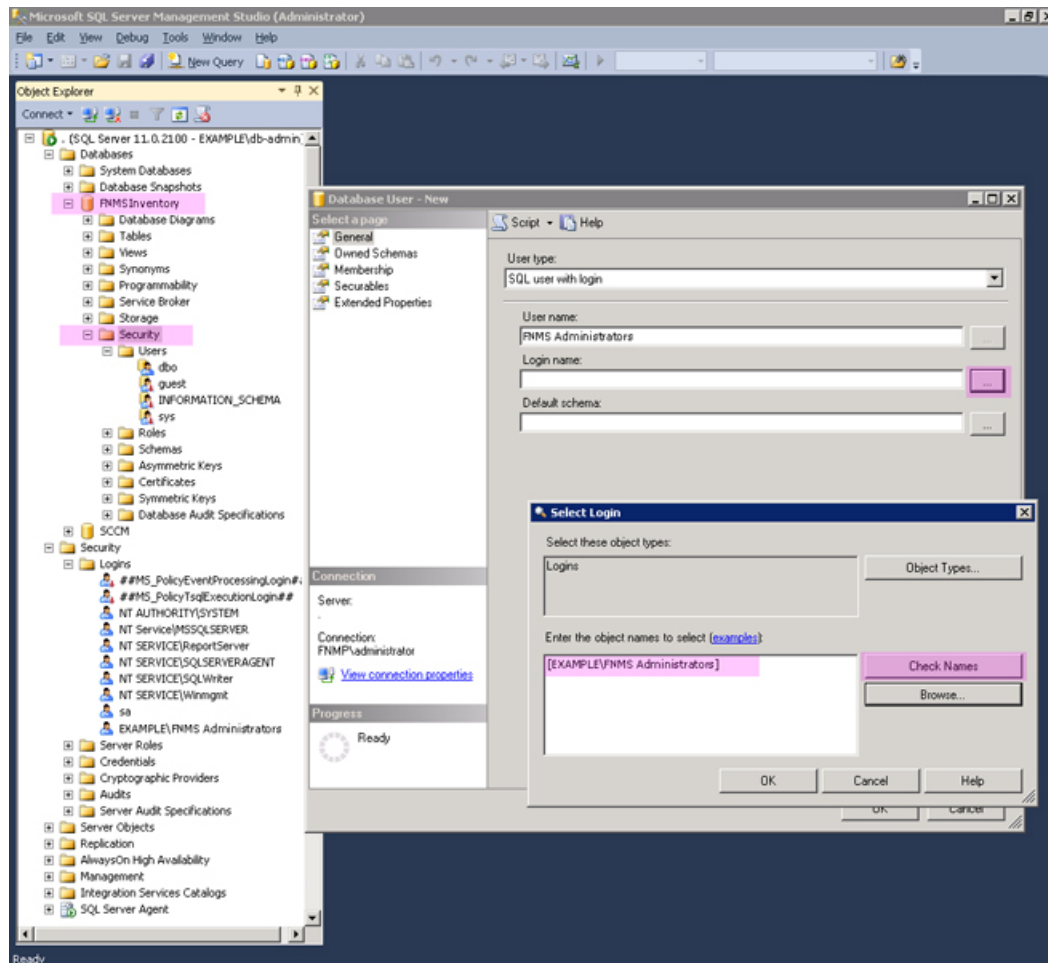 Microsoft SQL Server Management Studio (Administrator)
File Edit View Debug Tools Window Help
New Query
Object Explorer
Connect
. (SQL Server 11.0.2100 - EXAMPLE\db-admin)
Databases
System Databases
Database Snapshots
FNMSInventory
Database Diagrams
Tables
Views
Synonyms
Programmability
Service Broker
Storage
Security
Users
dbo
guest
INFORMATION_SCHEMA
sys
Roles
Schemas
Asymmetric Keys
Certificates
Symmetric Keys
Database Audit Specifications
SCCM
Security
Logins
##MS_PolicyEventProcessingLogin#
##MS_PolicyTsqlExecutionLogin##
NT AUTHORITY\SYSTEM
NT Service\MSSQLSERVER
NT SERVICE\ReportServer
NT SERVICE\SQLSERVERAGENT
NT SERVICE\SQLWriter
NT SERVICE\Winmgmt
sa
EXAMPLE\FNMS Administrators
Server Roles
Credentials
Cryptographic Providers
Audits
Server Audit Specifications
Server Objects
Replication
AlwaysOn High Availability
Management
Integration Services Catalogs
SQL Server Agent
Ready
Database User - New
Select a page
General
Owned Schemas
Membership
Securables
Extended Properties
Connection
Server:
.
Connection:
FNMP\administrator
View connection properties
Progress
Ready
Script Help
User type:
SQL user with login
User name:
FNMS Administrators
...
Login name:
...
Default schema:
...
OK Cancel
Select Login
Select these object types:
Logins
Object Types...
Enter the object names to select (examples):
[EXAMPLE\FNMS Administrators]
Check Names
Browse...
OK Cancel Help